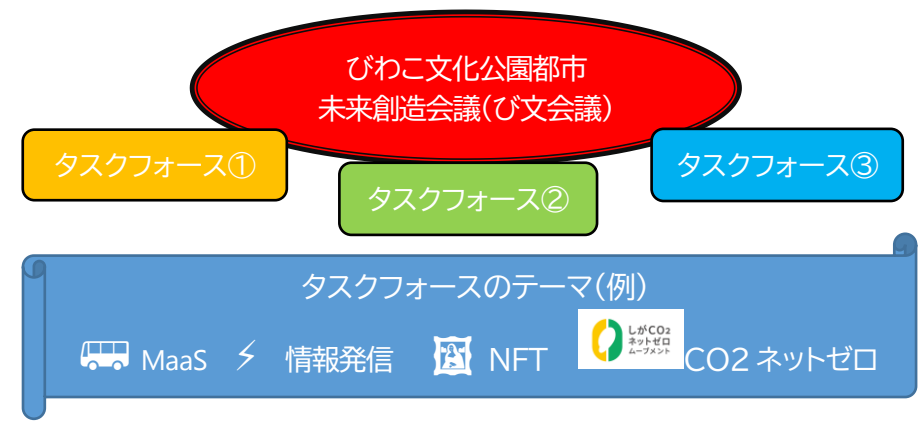 びわこ文化公園都市
未来創造会議(び文会議)
タスクフォース①
タスクフォース②
タスクフォース③
タスクフォースのテーマ(例)
MaaS 情報発信 NFT
しがCO2
ネットゼロ
ムーブメント
CO2 ネットゼロ